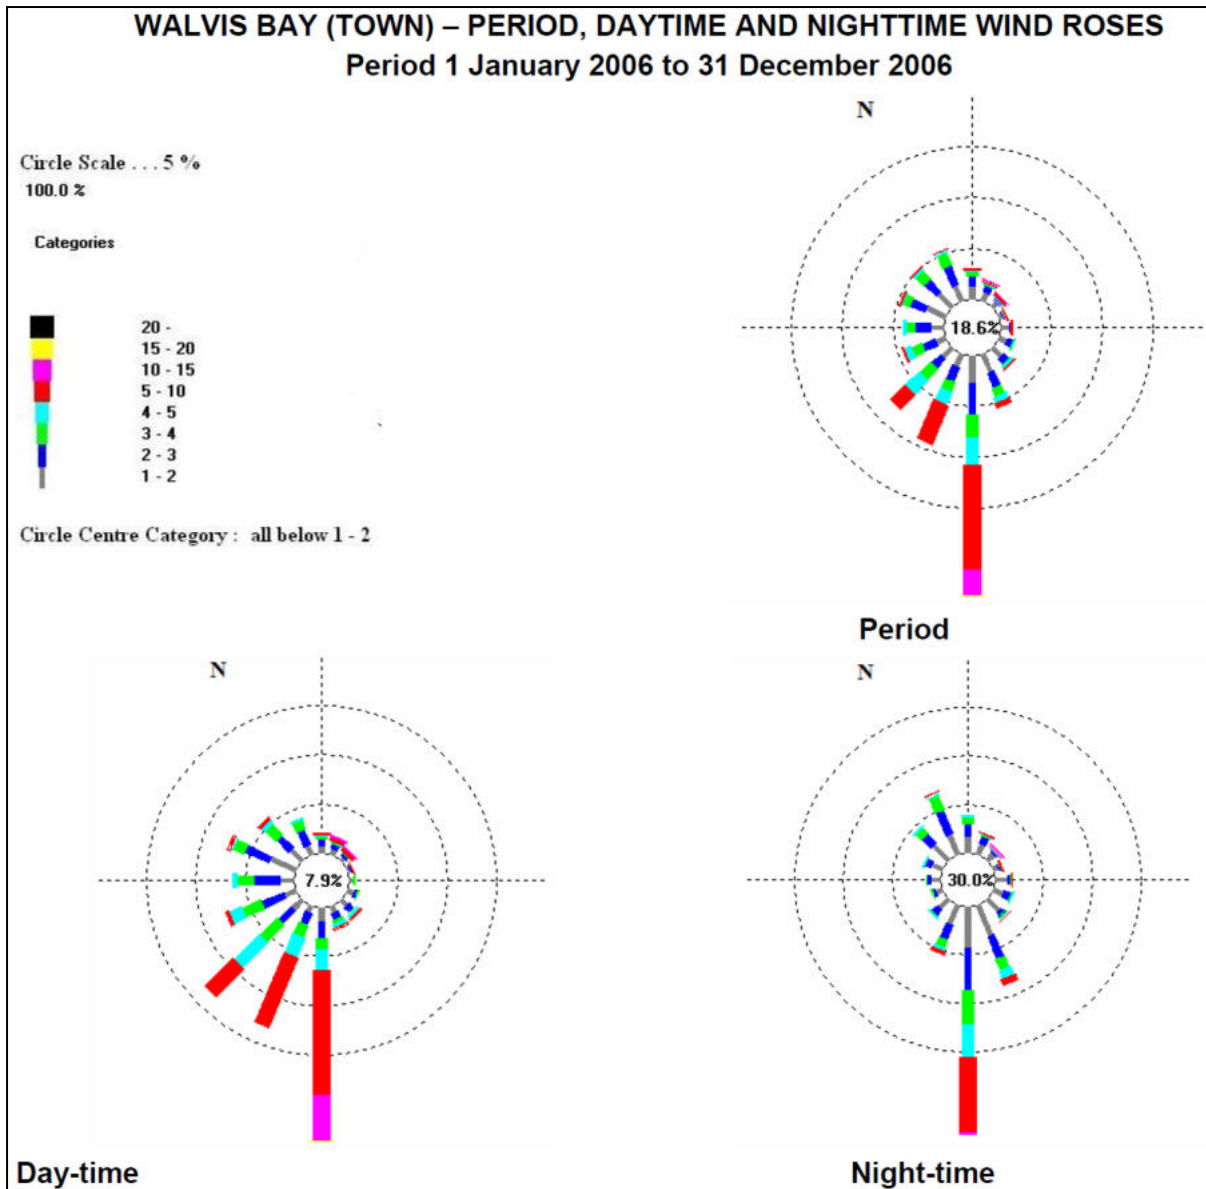 WALVIS BAY (TOWN) – PERIOD, DAYTIME AND NIGHTTIME WIND ROSES
Period 1 January 2006 to 31 December 2006
N
Circle Scale . . . 5 %
100.0 %
Categories
20 -
15 - 20
10 - 15
5 - 10
4 - 5
3 - 4
2 - 3
1 - 2
Circle Centre Category : all below 1 - 2
18.6%
Period
N
7.9%
Day-time
N
30.0%
Night-time